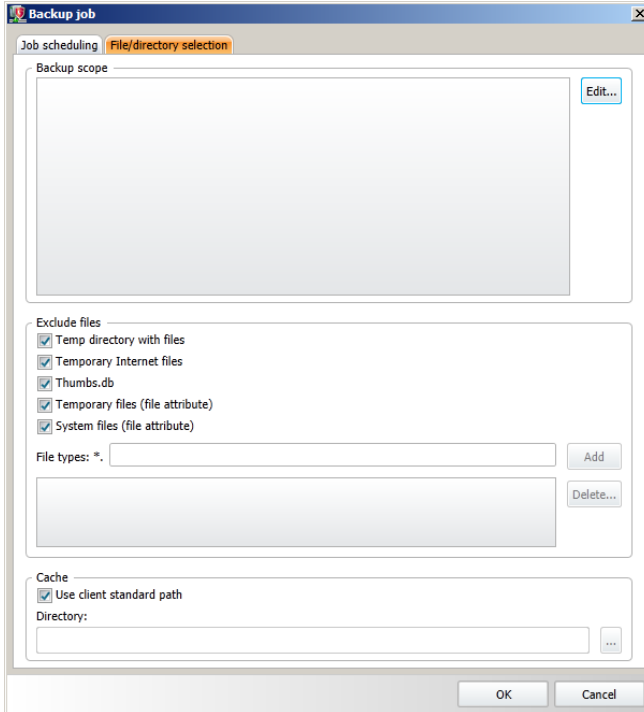 Backup job
Job scheduling File/directory selection
Backup scope
Edit...
Exclude files
Temp directory with files
Temporary Internet files
Thumbs.db
Temporary files (file attribute)
System files (file attribute)
File types: *. Add
Delete...
Cache
Use client standard path
Directory:
...
OK Cancel